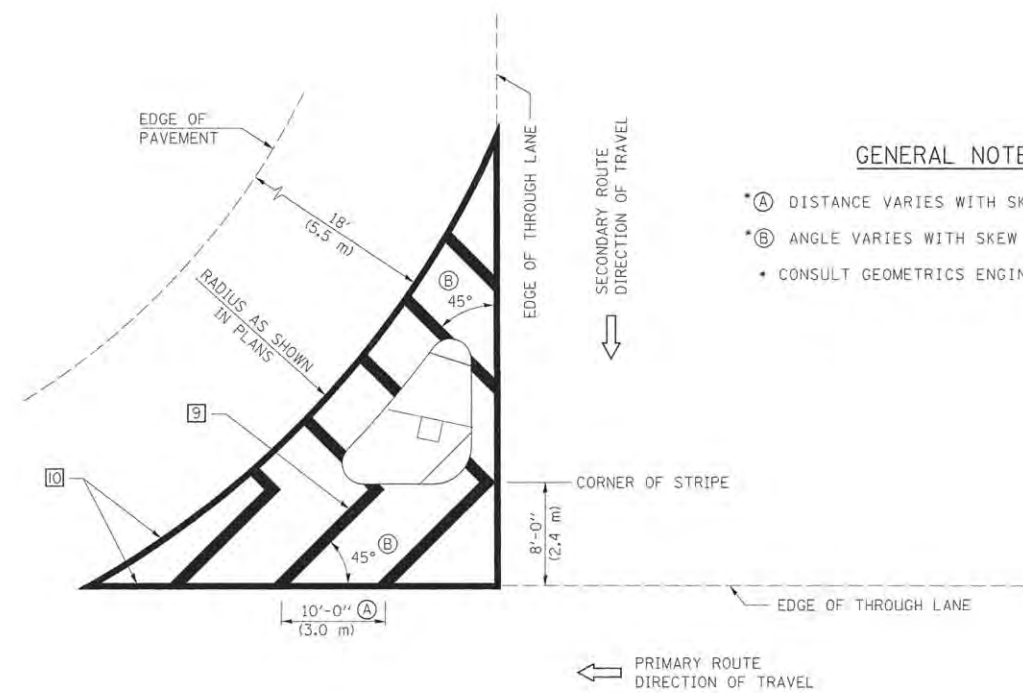 EDGE OF
PAVEMENT
18'
(5.5 m)
RADIUS AS SHOWN
IN PLANS
B
45°
EDGE OF THROUGH LANE
SECONDARY ROUTE
DIRECTION OF TRAVEL
GENERAL NOTE
*A DISTANCE VARIES WITH SK
*B ANGLE VARIES WITH SKEW
* CONSULT GEOMETRICS ENGIN
9
10
CORNER OF STRIPE
8'-0"
(2.4 m)
45° B
10'-0" A
(3.0 m)
EDGE OF THROUGH LANE
PRIMARY ROUTE
DIRECTION OF TRAVEL